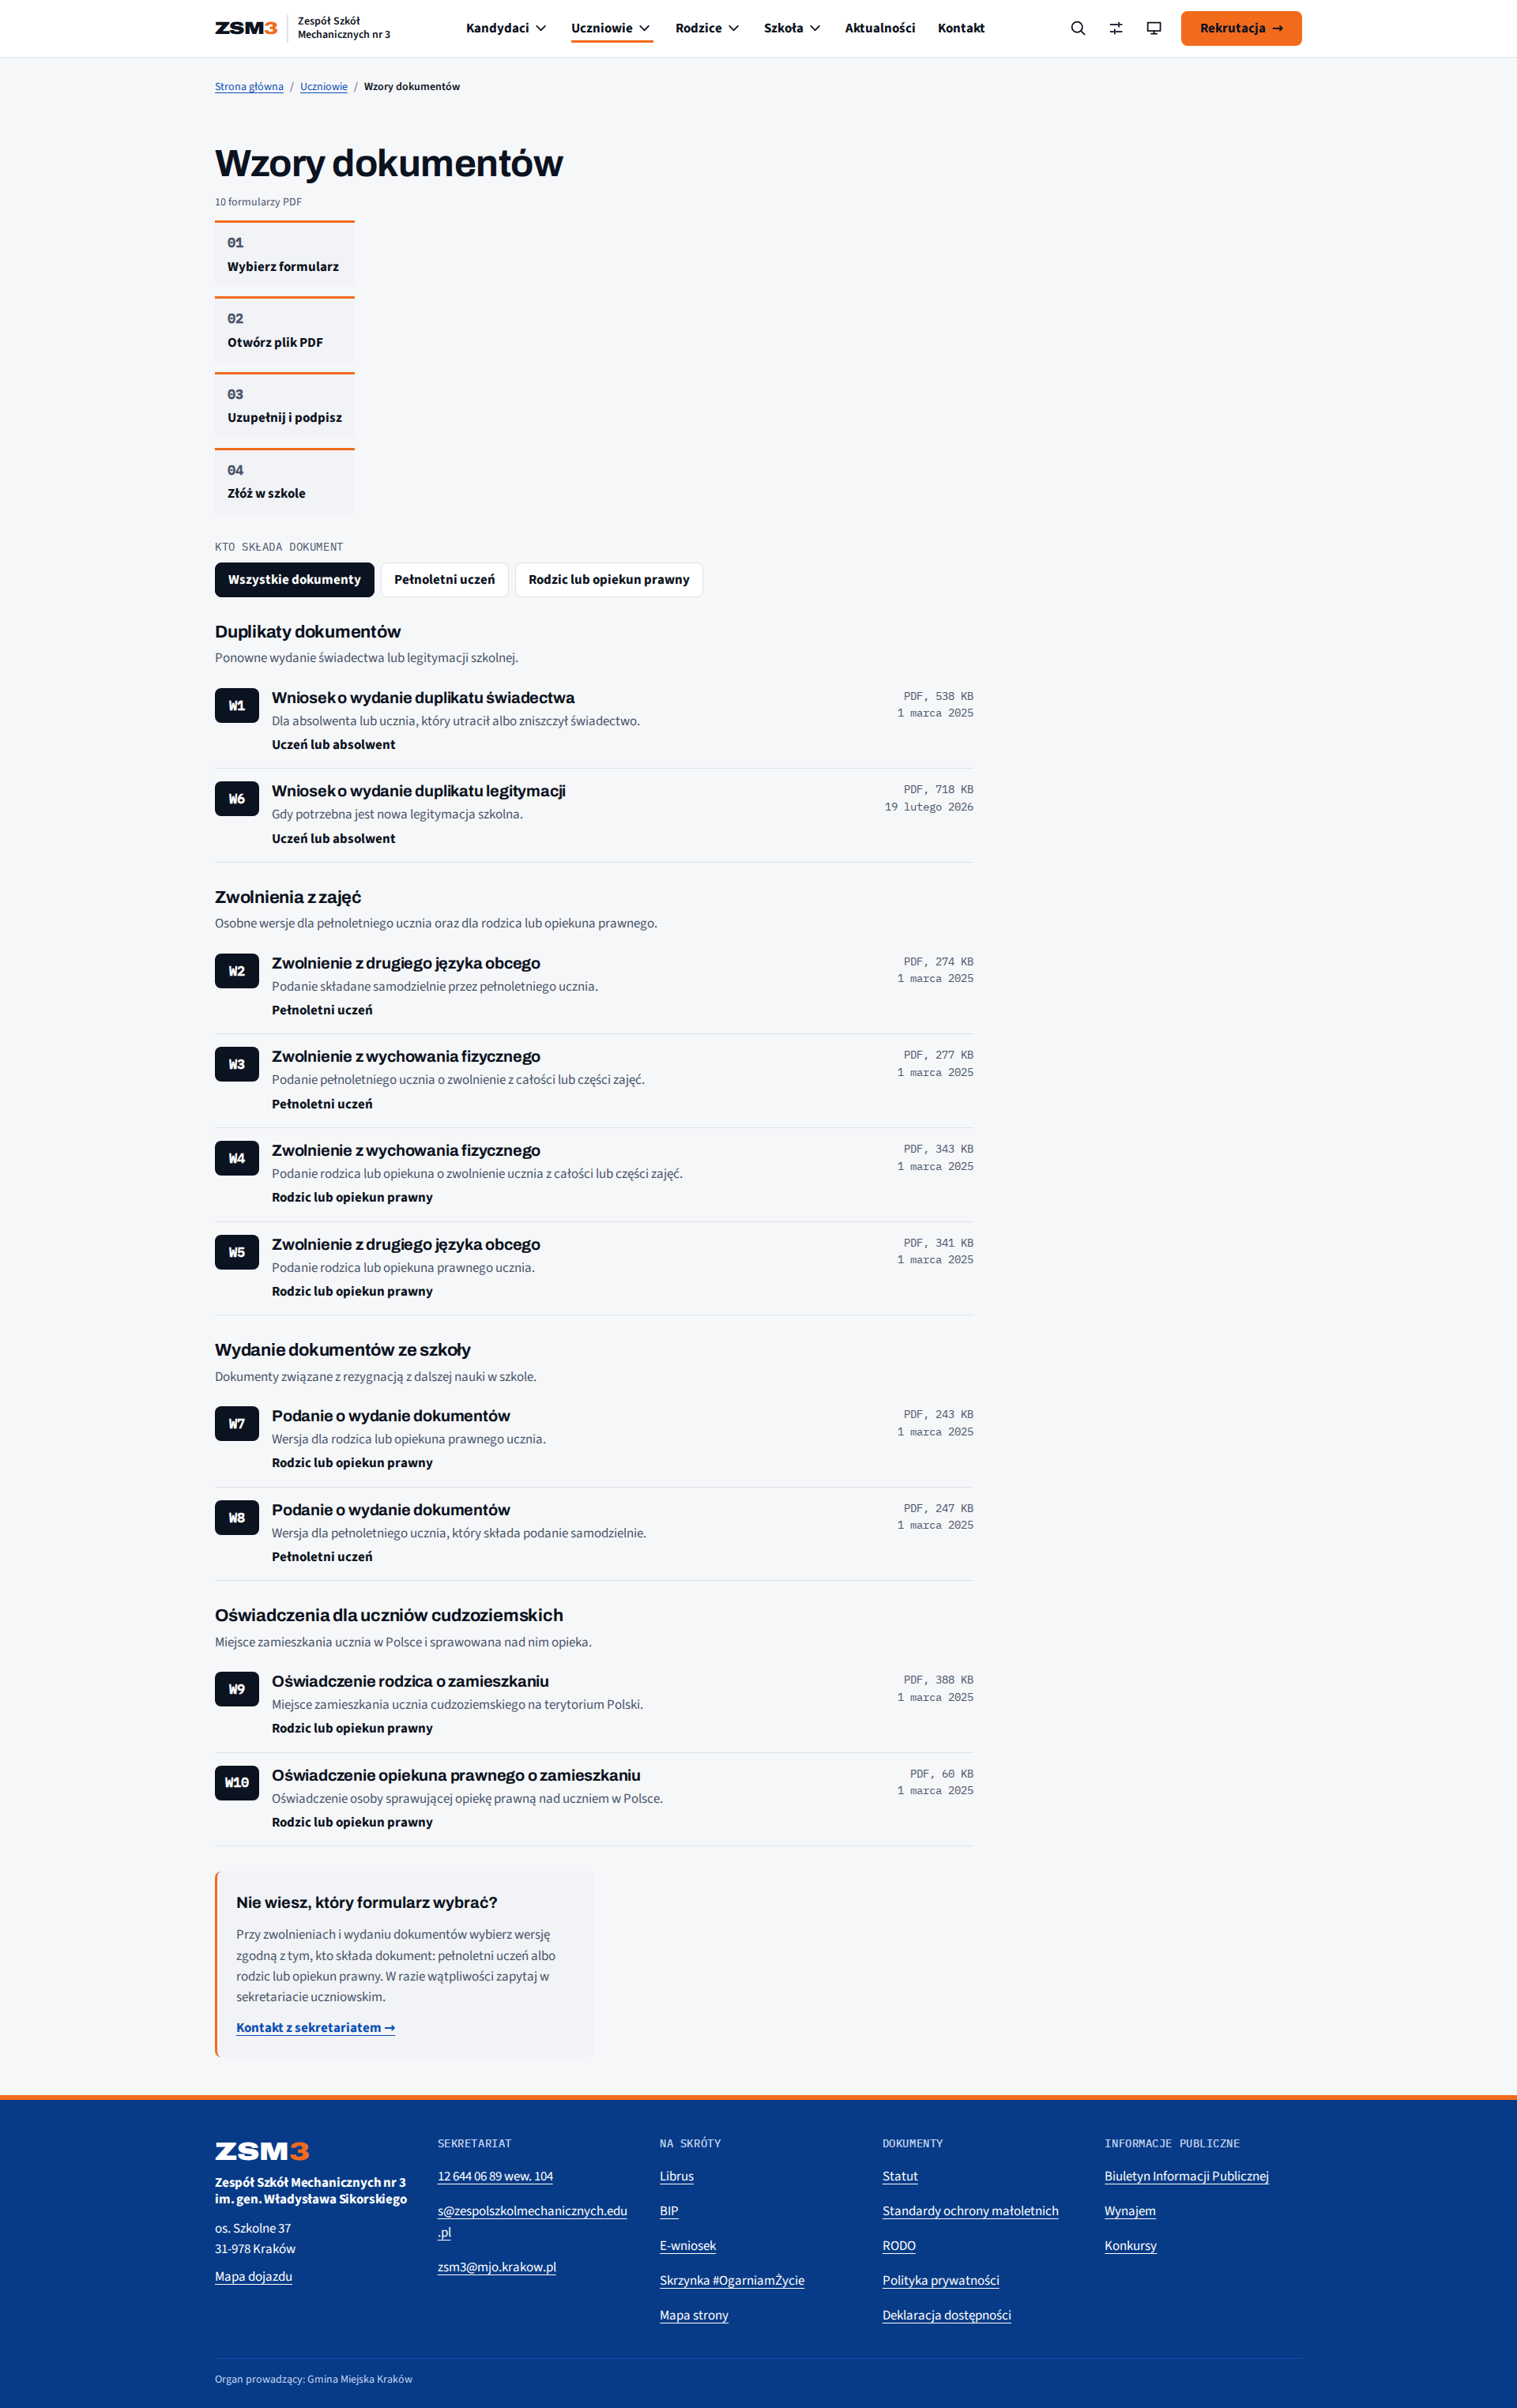 ZSM3
Zespół Szkół
Mechanicznych nr 3
Kandydaci
Uczniowie
Rodzice
Szkoła
Aktualności
Kontakt
Rekrutacja →
Strona główna / Uczniowie / Wzory dokumentów
Wzory dokumentów
10 formularzy PDF
01
Wybierz formularz
02
Otwórz plik PDF
03
Uzupełnij i podpisz
04
Złóż w szkole
KTO SKŁADA DOKUMENT
Wszystkie dokumenty
Pełnoletni uczeń
Rodzic lub opiekun prawny
Duplikaty dokumentów
Ponowne wydanie świadectwa lub legitymacji szkolnej.
W1
Wniosek o wydanie duplikatu świadectwa
Dla absolwenta lub ucznia, który utracił albo zniszczył świadectwo.
Uczeń lub absolwent
PDF, 538 KB
1 marca 2025
W6
Wniosek o wydanie duplikatu legitymacji
Gdy potrzebna jest nowa legitymacja szkolna.
Uczeń lub absolwent
PDF, 718 KB
19 lutego 2026
Zwolnienia z zajęć
Osobne wersje dla pełnoletniego ucznia oraz dla rodzica lub opiekuna prawnego.
W2
Zwolnienie z drugiego języka obcego
Podanie składane samodzielnie przez pełnoletniego ucznia.
Pełnoletni uczeń
PDF, 274 KB
1 marca 2025
W3
Zwolnienie z wychowania fizycznego
Podanie pełnoletniego ucznia o zwolnienie z całości lub części zajęć.
Pełnoletni uczeń
PDF, 277 KB
1 marca 2025
W4
Zwolnienie z wychowania fizycznego
Podanie rodzica lub opiekuna o zwolnienie ucznia z całości lub części zajęć.
Rodzic lub opiekun prawny
PDF, 343 KB
1 marca 2025
W5
Zwolnienie z drugiego języka obcego
Podanie rodzica lub opiekuna prawnego ucznia.
Rodzic lub opiekun prawny
PDF, 341 KB
1 marca 2025
Wydanie dokumentów ze szkoły
Dokumenty związane z rezygnacją z dalszej nauki w szkole.
W7
Podanie o wydanie dokumentów
Wersja dla rodzica lub opiekuna prawnego ucznia.
Rodzic lub opiekun prawny
PDF, 243 KB
1 marca 2025
W8
Podanie o wydanie dokumentów
Wersja dla pełnoletniego ucznia, który składa podanie samodzielnie.
Pełnoletni uczeń
PDF, 247 KB
1 marca 2025
Oświadczenia dla uczniów cudzoziemskich
Miejsce zamieszkania ucznia w Polsce i sprawowana nad nim opieka.
W9
Oświadczenie rodzica o zamieszkaniu
Miejsce zamieszkania ucznia cudzoziemskiego na terytorium Polski.
Rodzic lub opiekun prawny
PDF, 388 KB
1 marca 2025
W10
Oświadczenie opiekuna prawnego o zamieszkaniu
Oświadczenie osoby sprawującej opiekę prawną nad uczniem w Polsce.
Rodzic lub opiekun prawny
PDF, 60 KB
1 marca 2025
Nie wiesz, który formularz wybrać?
Przy zwolnieniach i wydaniu dokumentów wybierz wersję
zgodną z tym, kto składa dokument: pełnoletni uczeń albo
rodzic lub opiekun prawny. W razie wątpliwości zapytaj w
sekretariacie uczniowskim.
Kontakt z sekretariatem →
ZSM3
Zespół Szkół Mechanicznych nr 3
im. gen. Władysława Sikorskiego
os. Szkolne 37
31-978 Kraków
Mapa dojazdu
SEKRETARIAT
12 644 06 89 wew. 104
s@zespolszkolmechanicznych.edu
.pl
zsm3@mjo.krakow.pl
NA SKRÓTY
Librus
BIP
E-wniosek
Skrzynka #OgarniamŻycie
Mapa strony
DOKUMENTY
Statut
Standardy ochrony małoletnich
RODO
Polityka prywatności
Deklaracja dostępności
INFORMACJE PUBLICZNE
Biuletyn Informacji Publicznej
Wynajem
Konkursy
Organ prowadzący: Gmina Miejska Kraków